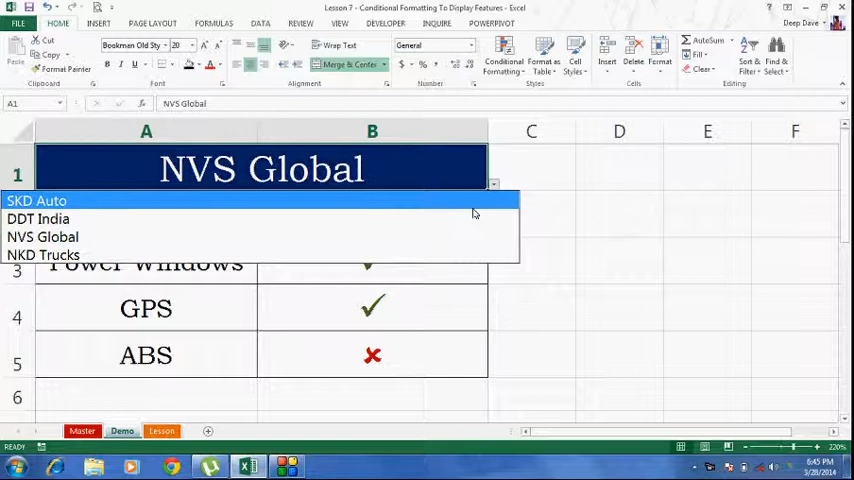 Lesson 7 - Conditional Formatting To Display Features - Excel
FILE HOME INSERT PAGE LAYOUT FORMULAS DATA REVIEW VIEW DEVELOPER INQUIRE POWERPIVOT Deep Dave
Paste
Cut
Copy
Format Painter
Clipboard
Bookman Old Sty 20
B I U
Font
Wrap Text
Merge & Center
Alignment
General
$ % ,
Number
Conditional Formatting
Format as Table
Cell Styles
Styles
Insert Delete Format
Cells
AutoSum
Fill
Clear
Sort & Filter
Find & Select
Editing
A1 NVS Global
A B C D E F
1 NVS Global
SKD Auto
DDT India
NVS Global
NKD Trucks
3 Power Windows
4 GPS ✓
5 ABS ✘
6
Master Demo Lesson
READY 220%
6:45 PM
3/28/2014